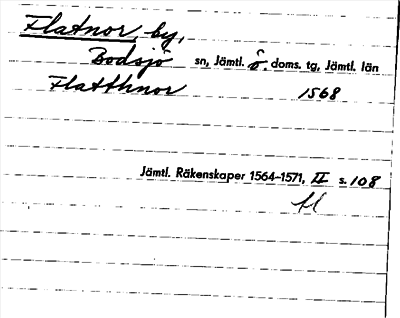 Flatnor, by,
Bodsjö sn, Jämtl. ö. doms. tg, Jämtl. län
Flatthnor 1568
Jämtl. Räkenskaper 1564–1571, II s. 108